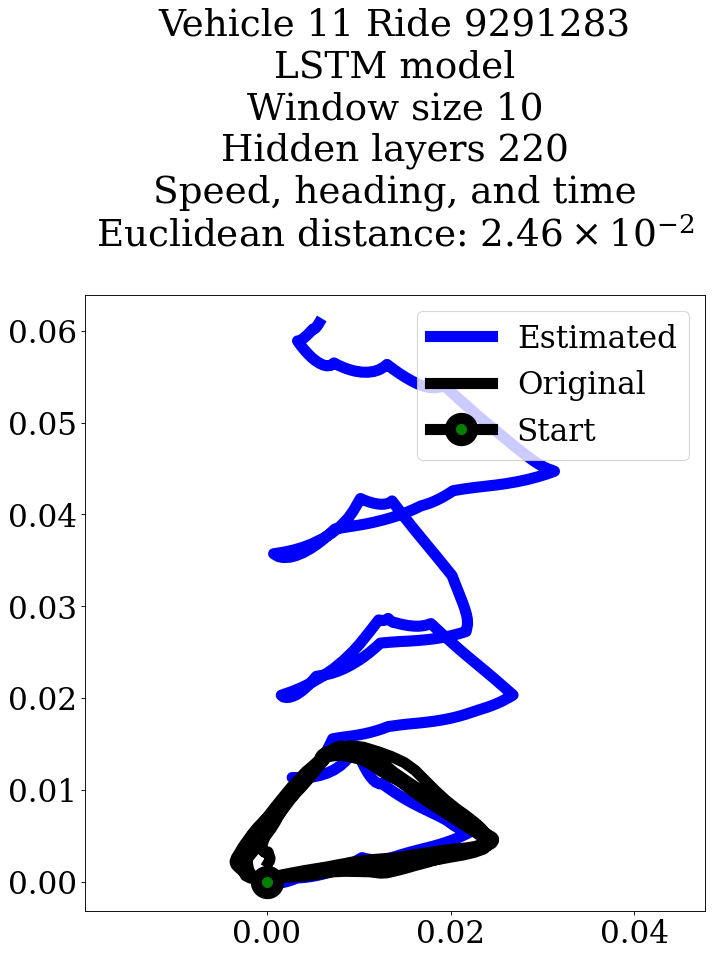 Vehicle 11 Ride 9291283
LSTM model
Window size 10
Hidden layers 220
Speed, heading, and time
Euclidean distance: 2.46 × 10⁻²
Estimated
Original
Start
0.06
0.05
0.04
0.03
0.02
0.01
0.00
0.00 0.02 0.04